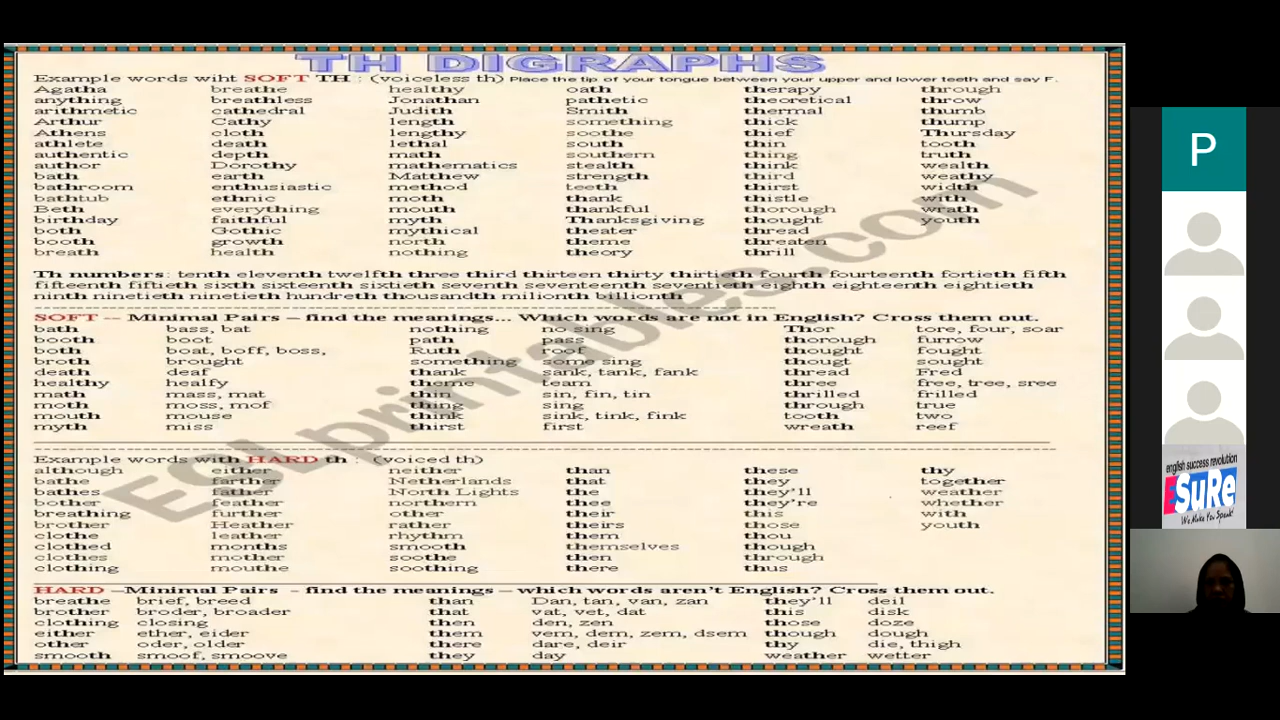 TH DIGRAPHS
Example words wiht SOFT TH : (voiceless th) Place the tip of your tongue between your upper and lower teeth and say F.
Agatha breathe healthy oath therapy through
anything breathless Jonathan pathetic theoretical throw
arithmetic cathedral Judith Smith thermal thumb
Arthur Cathy length something thick thump
Athens cloth lengthy soothe thief Thursday
athlete death lethal south thin tooth
authentic depth math southern thing truth
author Dorothy mathematics stealth think wealth
bath earth Matthew strength third weathy
bathroom enthusiastic method teeth thirst width
bathtub ethnic moth thank thistle with
Beth everything mouth thankful thorough wrath
birthday faithful myth Thanksgiving thought youth
both Gothic mythical theater thread
booth growth north theme threaten
breath health nothing theory thrill
Th numbers: tenth eleventh twelfth three third thirteen thirty thirtieth fourth fourteenth fortieth fifth
fifteenth fiftieth sixth sixteenth sixtieth seventh seventeenth seventieth eighth eighteenth eightieth
ninth ninetieth ninetieth hundreth thousandth milionth billionth
SOFT -- Minimal Pairs – find the meanings... Which words are not in English? Cross them out.
bath bass, bat nothing no sing Thor tore, four, soar
booth boot path pass thorough furrow
both boat, boff, boss, Ruth roof thought fought
broth brought something some sing thougt sought
death deaf thank sank, tank, fank thread Fred
healthy healfy theme team three free, tree, sree
math mass, mat thin sin, fin, tin thrilled frilled
moth moss, mof thing sing through true
mouth mouse think sink, tink, fink tooth two
myth miss thirst first wreath reef
Example words with HARD th : (voiced th)
although either neither than these thy
bathe farther Netherlands that they together
bathes father North Lights the they'll weather
bother feather northern thee they're whether
breathing further other their this with
brother Heather rather theirs those youth
clothe leather rhythm them thou
clothed months smooth themselves though
clothes mother soothe then through
clothing mouthe soothing there thus
HARD –Minimal Pairs - find the meanings – which words aren't English? Cross them out.
breathe brief, breed than Dan, tan, van, zan they'll deil
brother broder, broader that vat, vet, dat this disk
clothing closing then den, zen those doze
either ether, eider them vem, dem, zem, dsem though dough
other oder, older there dare, deir thy die, thigh
smooth smoof, smoove they day weather wetter
ESLprintables.com
P
english success revolution
eSuRe
We Make You Speak!